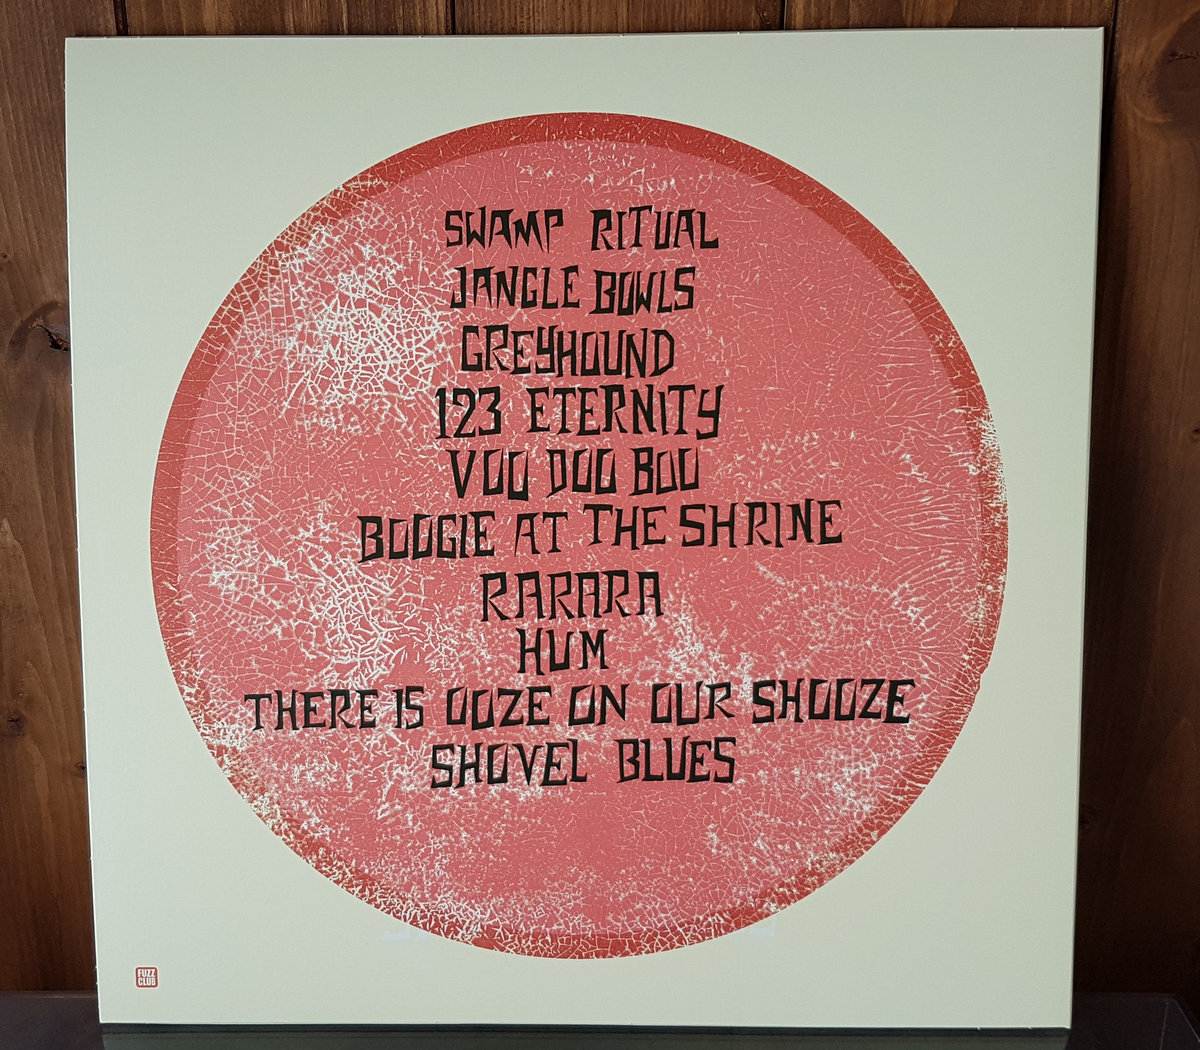 SWAMP RITUAL
JANGLE BOWLS
GREYHOUND
123 ETERNITY
VOO DOO BOO
BOOGIE AT THE SHRINE
RARARA
HUM
THERE IS OOZE ON OUR SHOOZE
SHOVEL BLUES
FUZZ
CLUB